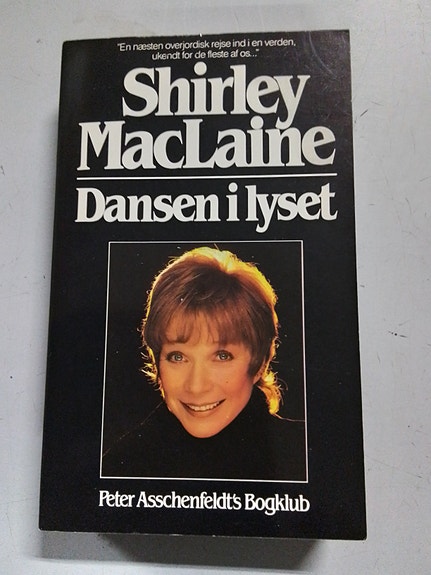 "En næsten overjordisk rejse ind i en verden,
ukendt for de fleste af os..."
Shirley
MacLaine
Dansen i lyset
Peter Asschenfeldt's Bogklub